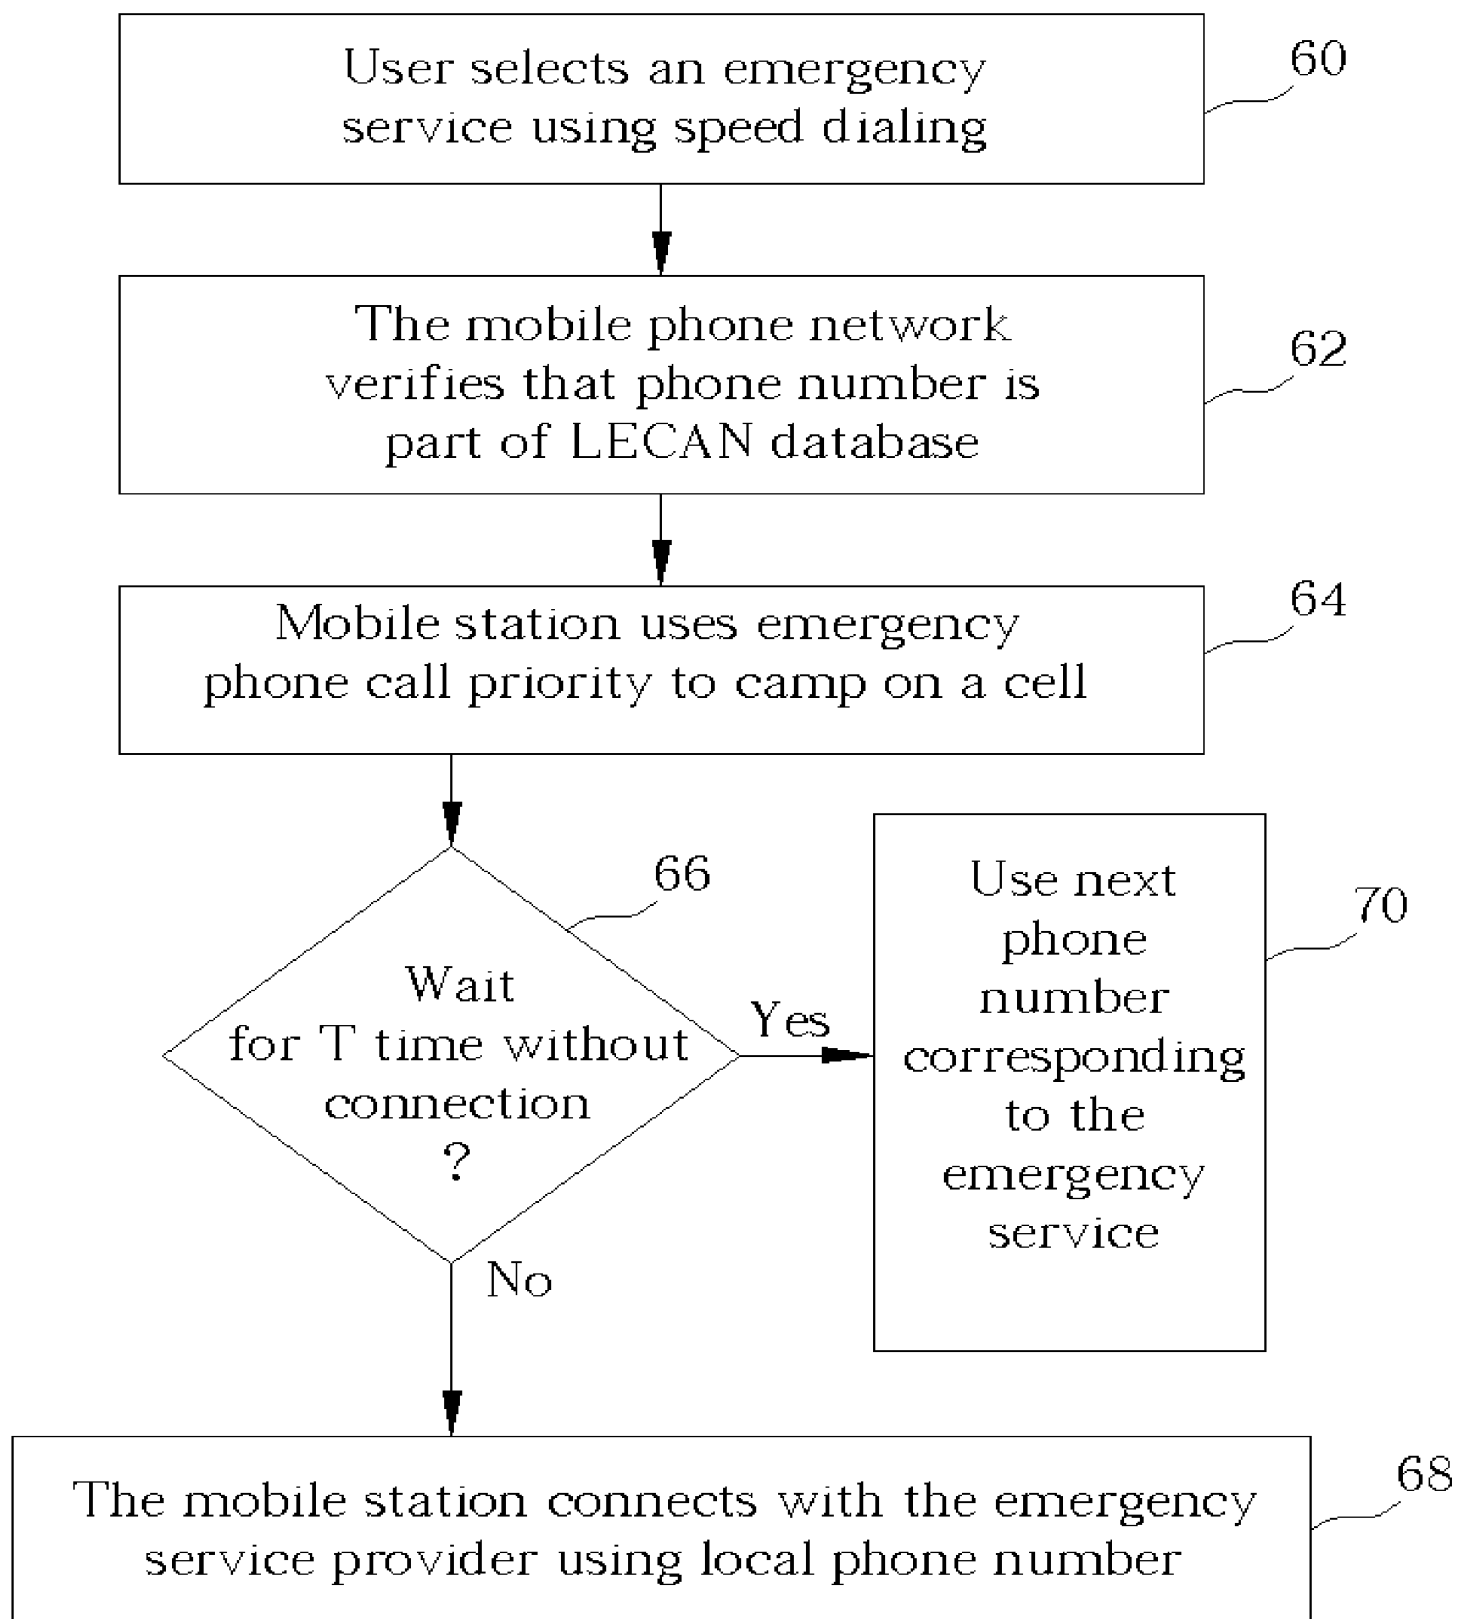 User selects an emergency
service using speed dialing
60
The mobile phone network
verifies that phone number is
part of LECAN database
62
Mobile station uses emergency
phone call priority to camp on a cell
64
66
Wait
for T time without
connection
?
Yes
No
Use next
phone
number
corresponding
to the
emergency
service
70
The mobile station connects with the emergency
service provider using local phone number
68